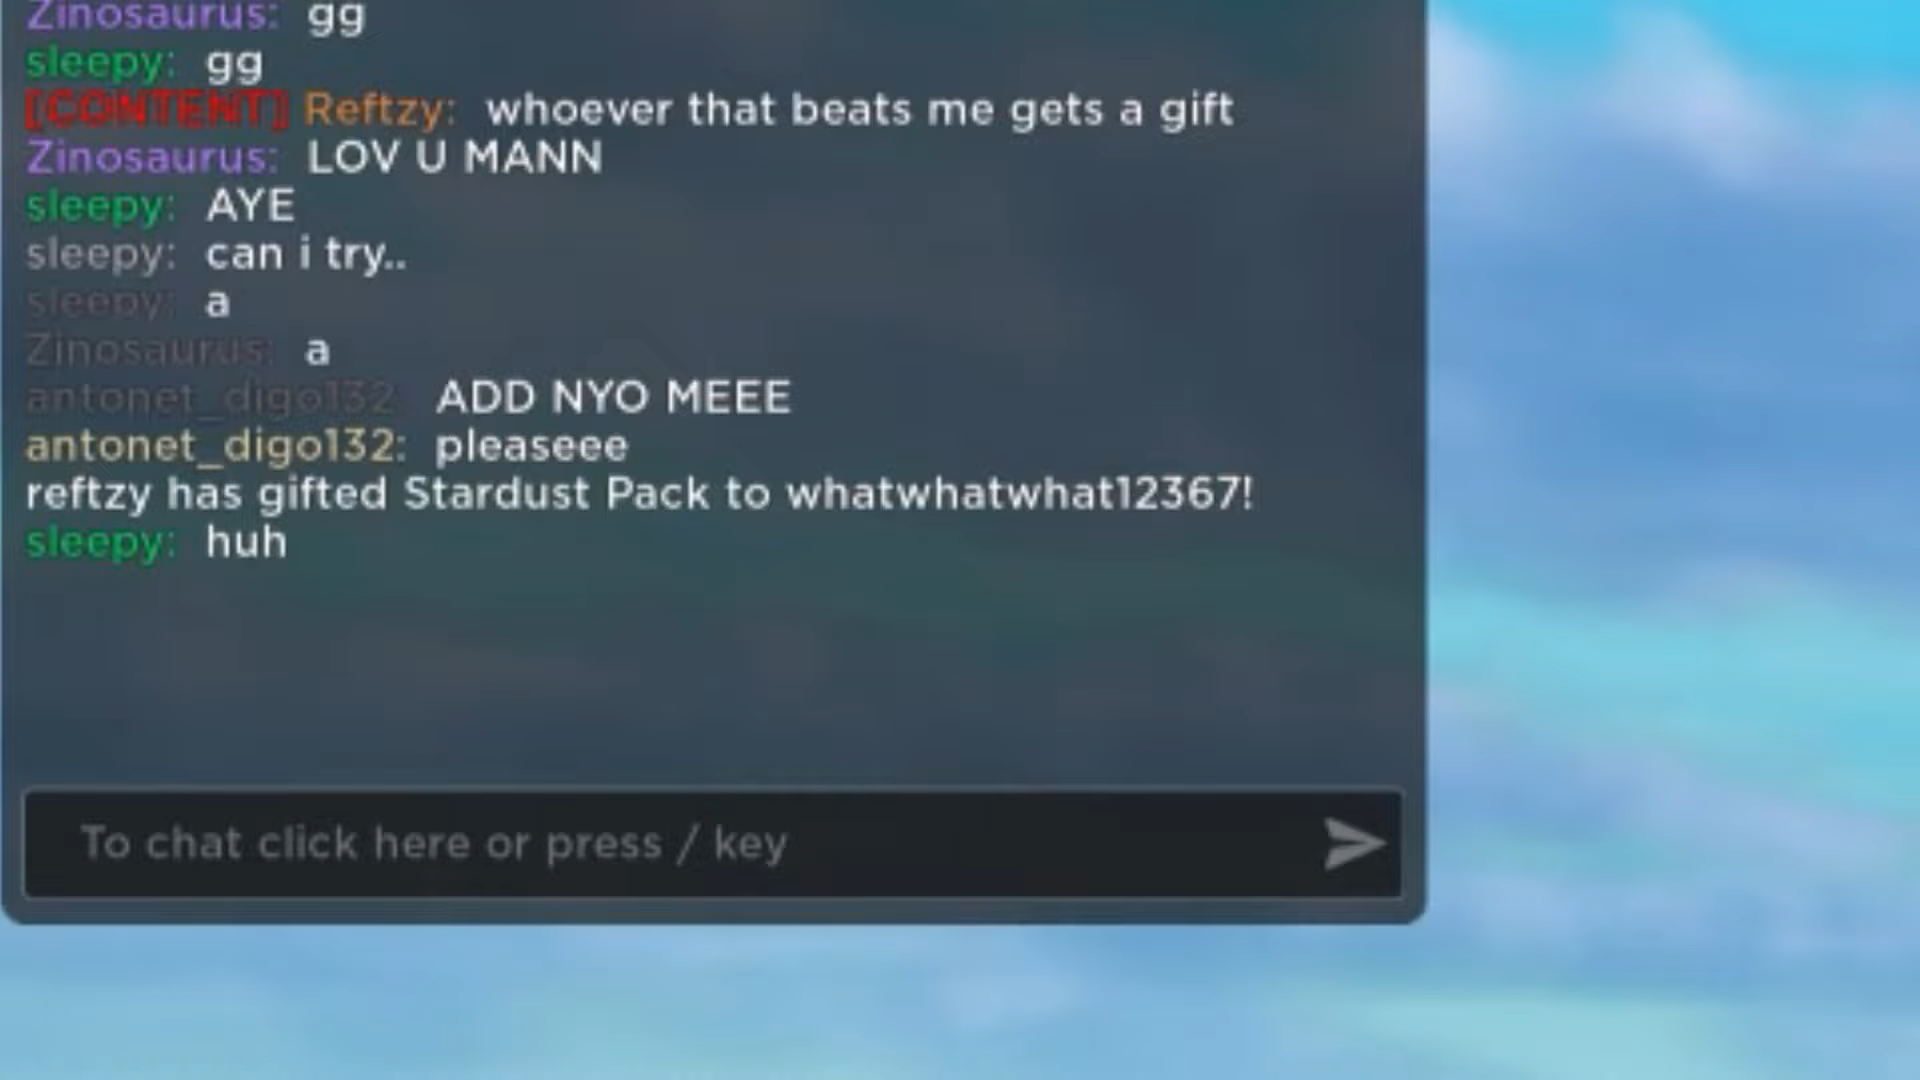 Zinosaurus: gg
sleepy: gg
[CONTENT] Reftzy: whoever that beats me gets a gift
Zinosaurus: LOV U MANN
sleepy: AYE
sleepy: can i try..
sleepy: a
Zinosaurus: a
antonet_digo132: ADD NYO MEEE
antonet_digo132: pleaseee
reftzy has gifted Stardust Pack to whatwhatwhat12367!
sleepy: huh
To chat click here or press / key